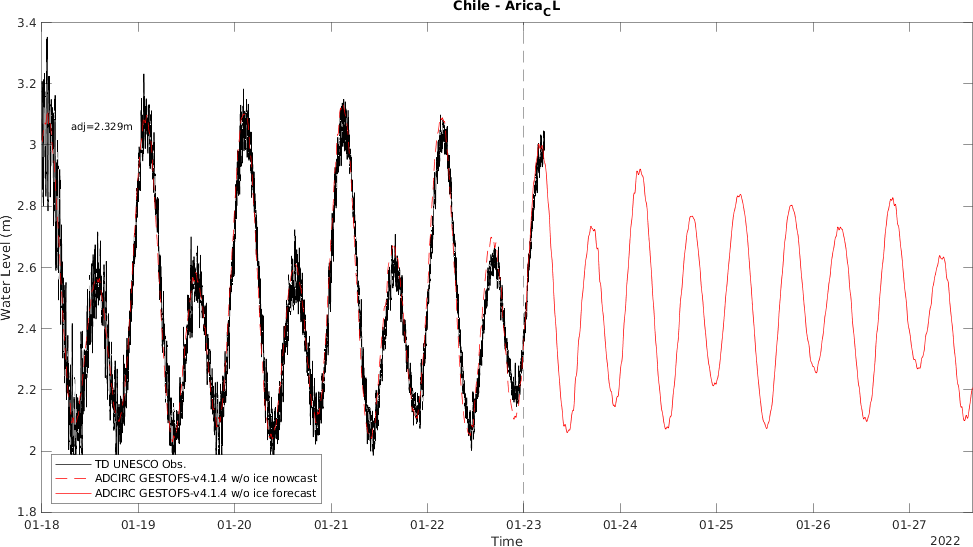 Chile - AricaCL
3.4
3.2
adj=2.329m
3
2.8
Water Level (m)
2.6
2.4
2.2
2
TD UNESCO Obs.
ADCIRC GESTOFS-v4.1.4 w/o ice nowcast
ADCIRC GESTOFS-v4.1.4 w/o ice forecast
1.8
01-18 01-19 01-20 01-21 01-22 01-23 01-24 01-25 01-26 01-27
Time
2022